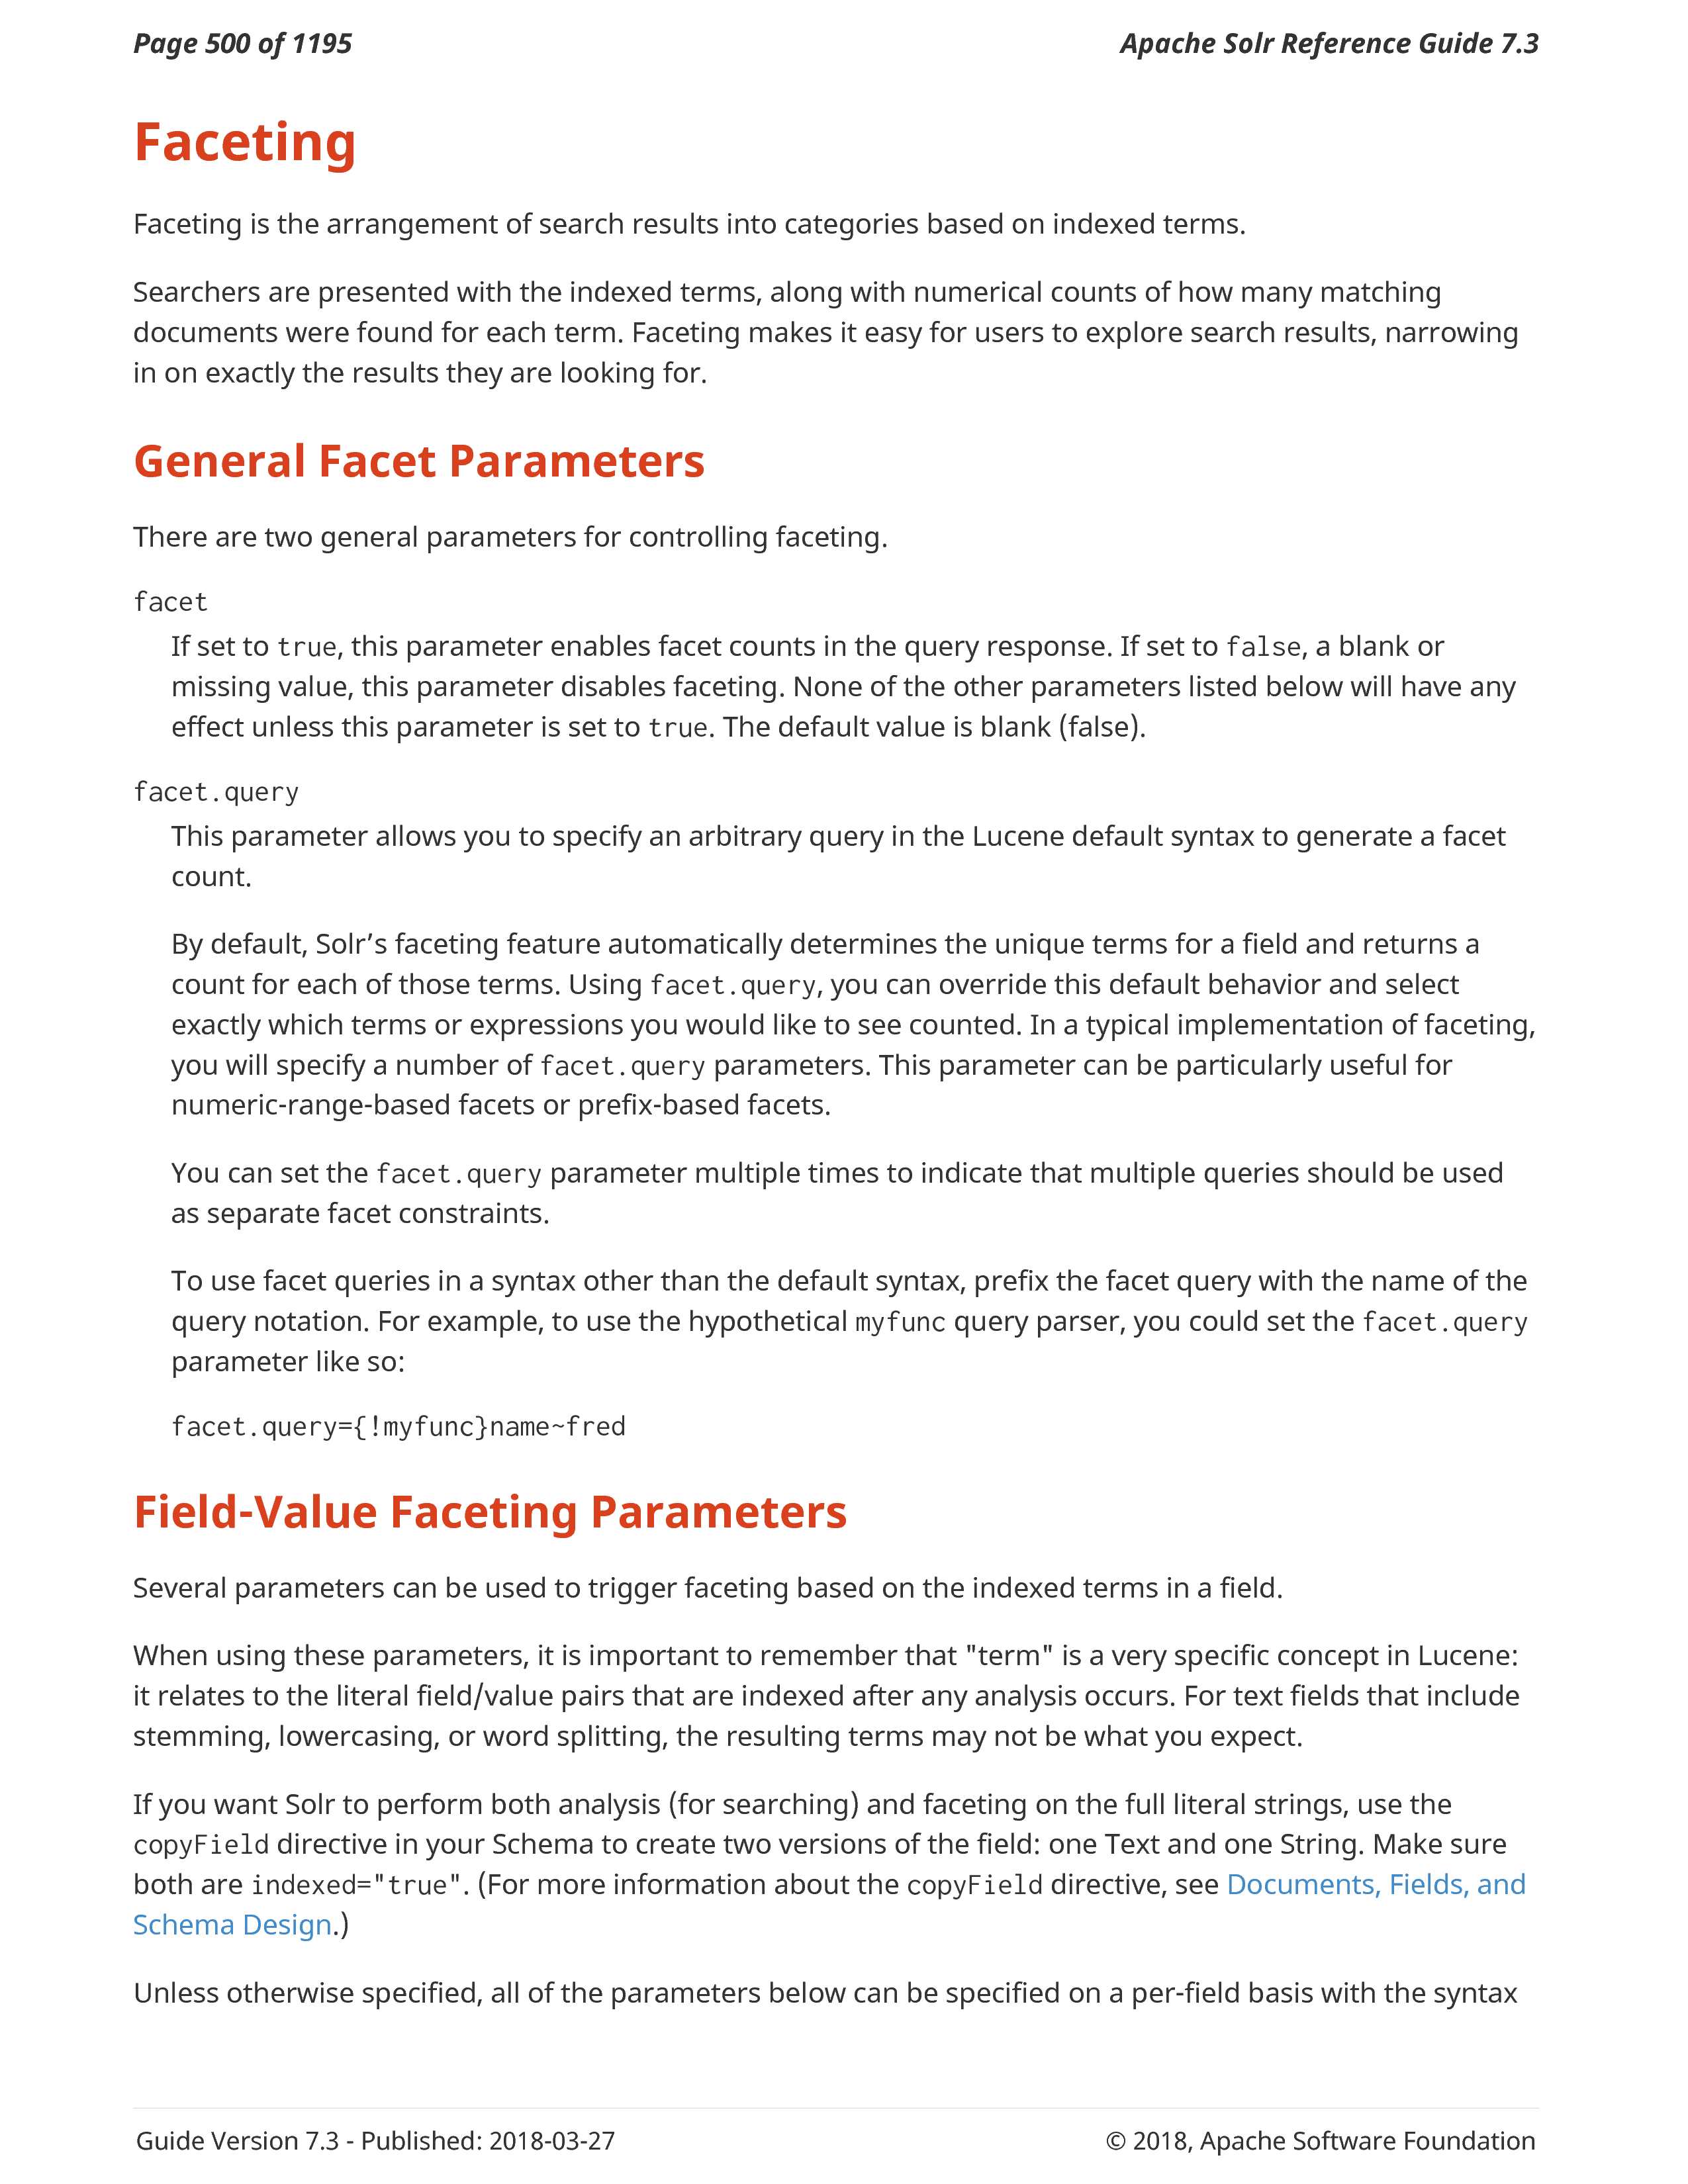 Page 500 of 1195
Apache Solr Reference Guide 7.3
Faceting
Faceting is the arrangement of search results into categories based on indexed terms.
Searchers are presented with the indexed terms, along with numerical counts of how many matching
documents were found for each term. Faceting makes it easy for users to explore search results, narrowing
in on exactly the results they are looking for.
General Facet Parameters
There are two general parameters for controlling faceting.
facet
If set to true, this parameter enables facet counts in the query response. If set to false, a blank or
missing value, this parameter disables faceting. None of the other parameters listed below will have any
effect unless this parameter is set to true. The default value is blank (false).
facet.query
This parameter allows you to specify an arbitrary query in the Lucene default syntax to generate a facet
count.
By default, Solr’s faceting feature automatically determines the unique terms for a field and returns a
count for each of those terms. Using facet.query, you can override this default behavior and select
exactly which terms or expressions you would like to see counted. In a typical implementation of faceting,
you will specify a number of facet.query parameters. This parameter can be particularly useful for
numeric-range-based facets or prefix-based facets.
You can set the facet.query parameter multiple times to indicate that multiple queries should be used
as separate facet constraints.
To use facet queries in a syntax other than the default syntax, prefix the facet query with the name of the
query notation. For example, to use the hypothetical myfunc query parser, you could set the facet.query
parameter like so:
facet.query={!myfunc}name~fred
Field-Value Faceting Parameters
Several parameters can be used to trigger faceting based on the indexed terms in a field.
When using these parameters, it is important to remember that "term" is a very specific concept in Lucene:
it relates to the literal field/value pairs that are indexed after any analysis occurs. For text fields that include
stemming, lowercasing, or word splitting, the resulting terms may not be what you expect.
If you want Solr to perform both analysis (for searching) and faceting on the full literal strings, use the
copyField directive in your Schema to create two versions of the field: one Text and one String. Make sure
both are indexed="true". (For more information about the copyField directive, see Documents, Fields, and
Schema Design.)
Unless otherwise specified, all of the parameters below can be specified on a per-field basis with the syntax
Guide Version 7.3 - Published: 2018-03-27
© 2018, Apache Software Foundation